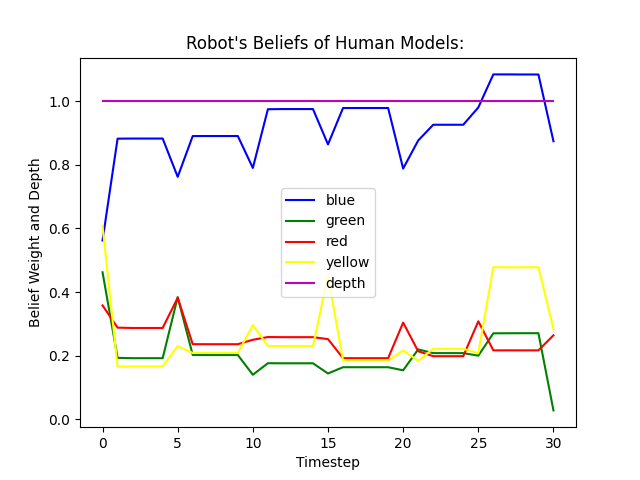 Robot's Beliefs of Human Models:
Belief Weight and Depth
1.0
0.8
0.6
0.4
0.2
0.0
blue
green
red
yellow
depth
0 5 10 15 20 25 30
Timestep